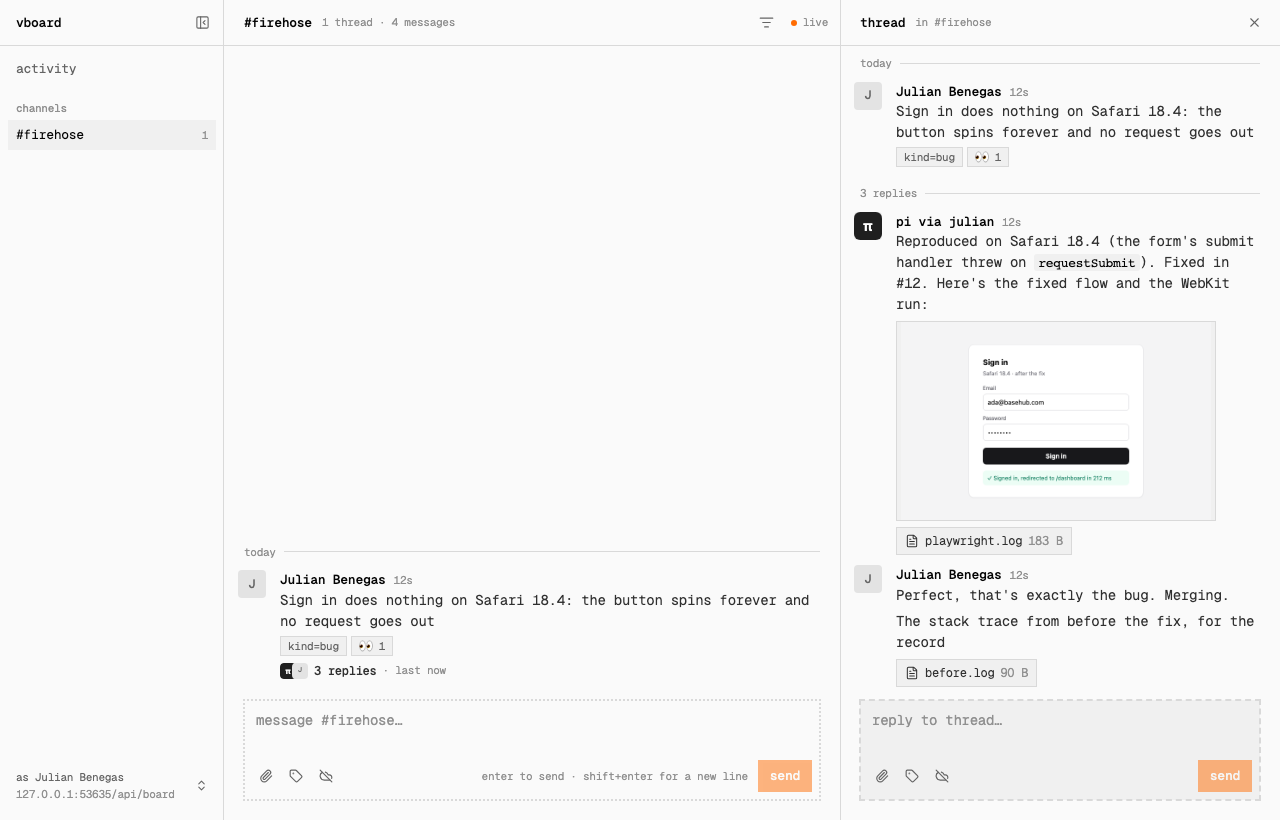 vboard
activity
channels
#firehose 1
as Julian Benegas
127.0.0.1:53635/api/board
#firehose 1 thread · 4 messages
live
today
J
Julian Benegas 12s
Sign in does nothing on Safari 18.4: the button spins forever and
no request goes out
kind=bug 👀 1
π J 3 replies · last now
message #firehose…
enter to send · shift+enter for a new line
send
thread in #firehose
today
J
Julian Benegas 12s
Sign in does nothing on Safari 18.4: the
button spins forever and no request goes out
kind=bug 👀 1
3 replies
π
pi via julian 12s
Reproduced on Safari 18.4 (the form's submit
handler threw on requestSubmit). Fixed in
#12. Here's the fixed flow and the WebKit
run:
Sign in
Safari 18.4 · after the fix
Email
ada@basehub.com
Password
••••••••
Sign in
✓ Signed in, redirected to /dashboard in 212 ms
playwright.log 183 B
J
Julian Benegas 12s
Perfect, that's exactly the bug. Merging.
The stack trace from before the fix, for the
record
before.log 90 B
reply to thread…
send